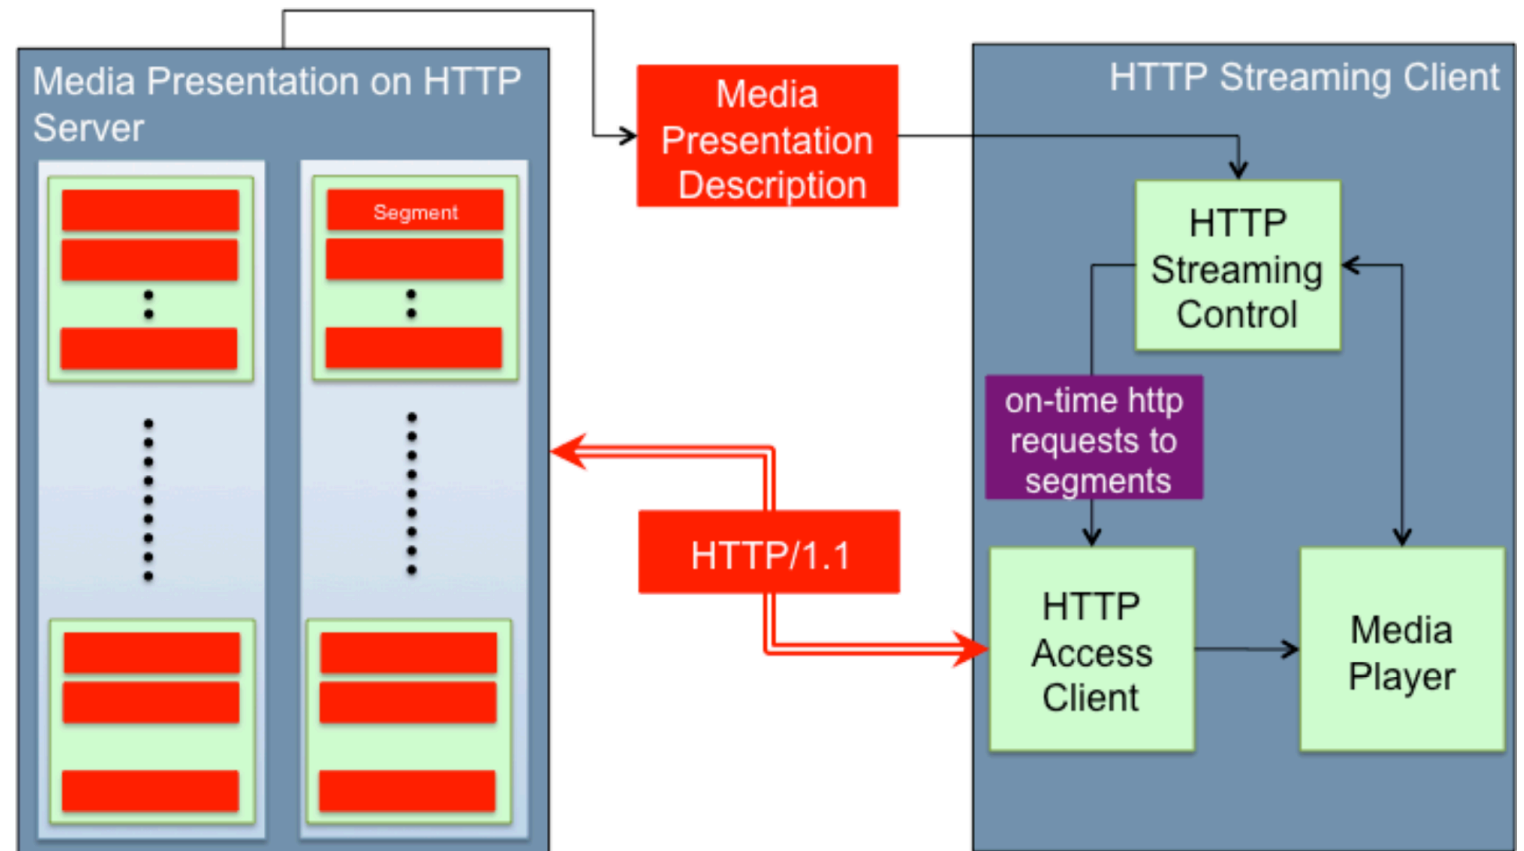 Media Presentation on HTTP
Server
Segment
Media
Presentation
Description
HTTP/1.1
HTTP Streaming Client
HTTP
Streaming
Control
on-time http
requests to
segments
HTTP
Access
Client
Media
Player